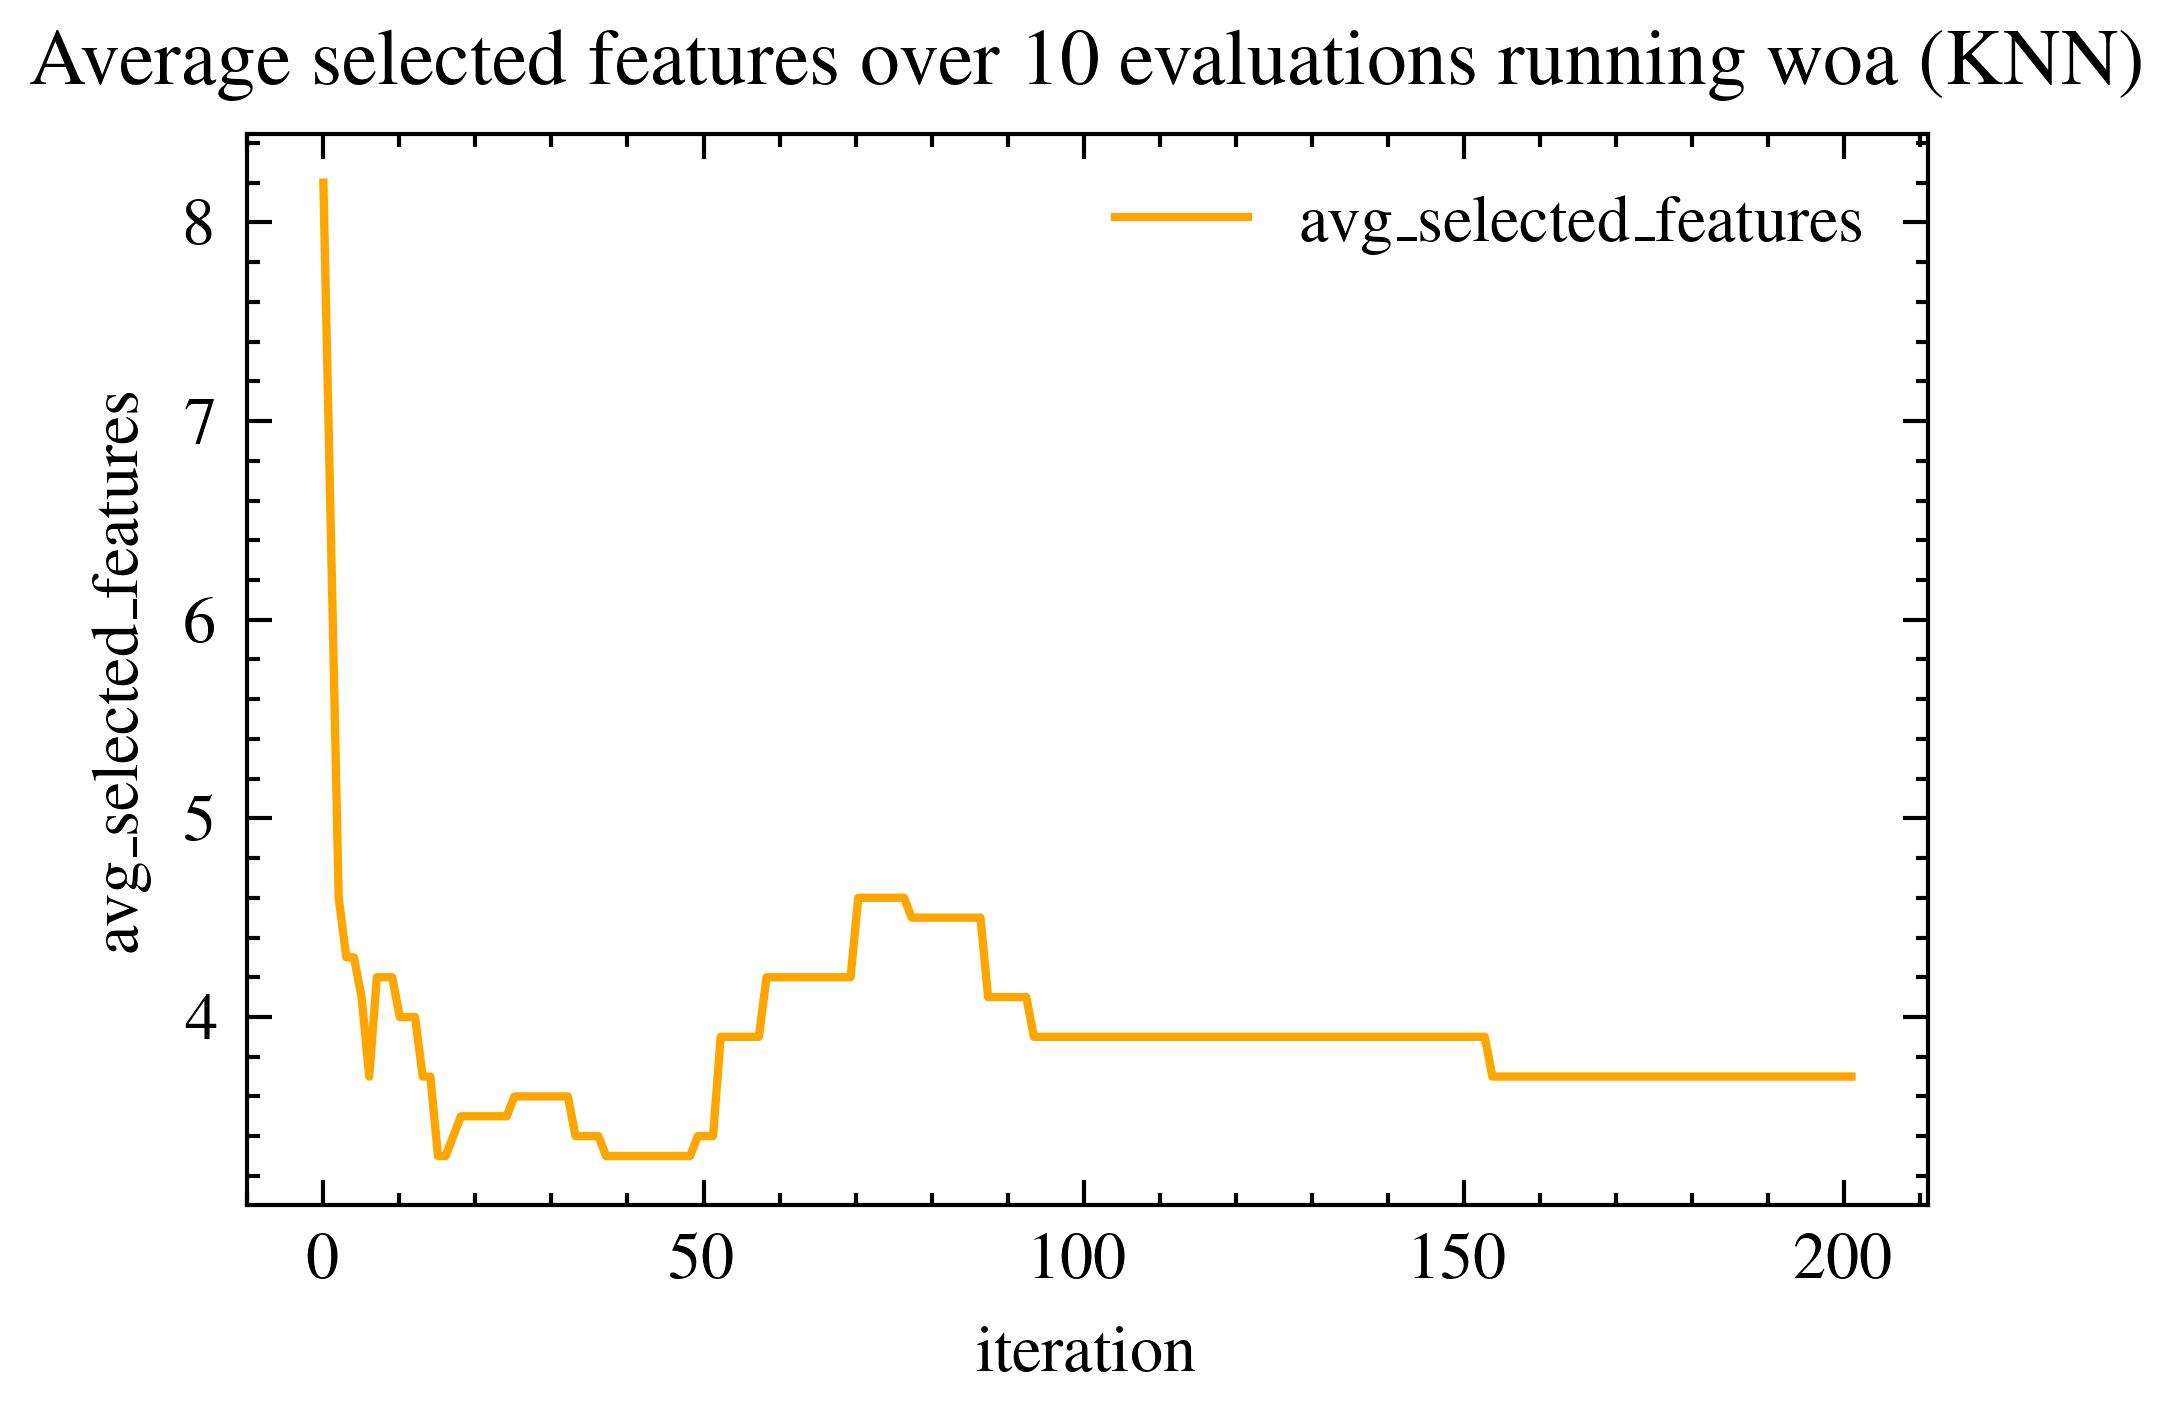 Average selected features over 10 evaluations running woa (KNN)
avg_selected_features
avg_selected_features
8
7
6
5
4
0 50 100 150 200
iteration